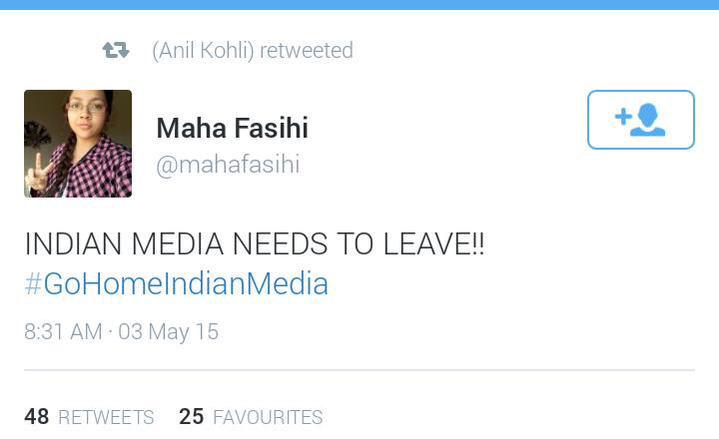 (Anil Kohli) retweeted
Maha Fasihi
@mahafasihi
INDIAN MEDIA NEEDS TO LEAVE!!
#GoHomeIndianMedia
8:31 AM · 03 May 15
48 RETWEETS 25 FAVOURITES